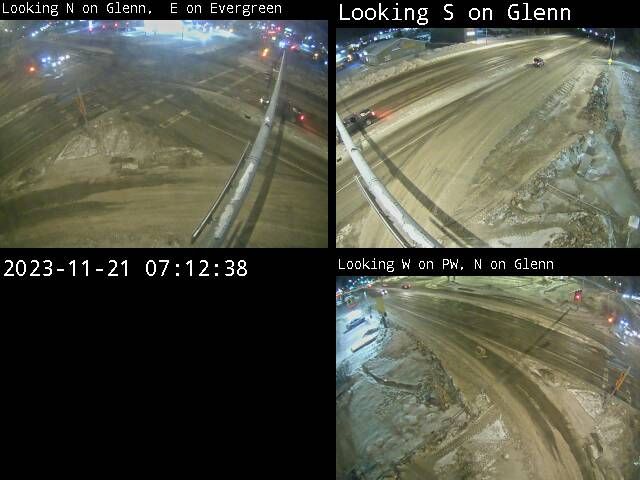 Looking N on Glenn,  E on Evergreen
Looking S on Glenn
2023-11-21 07:12:38
Looking W on PW, N on Glenn